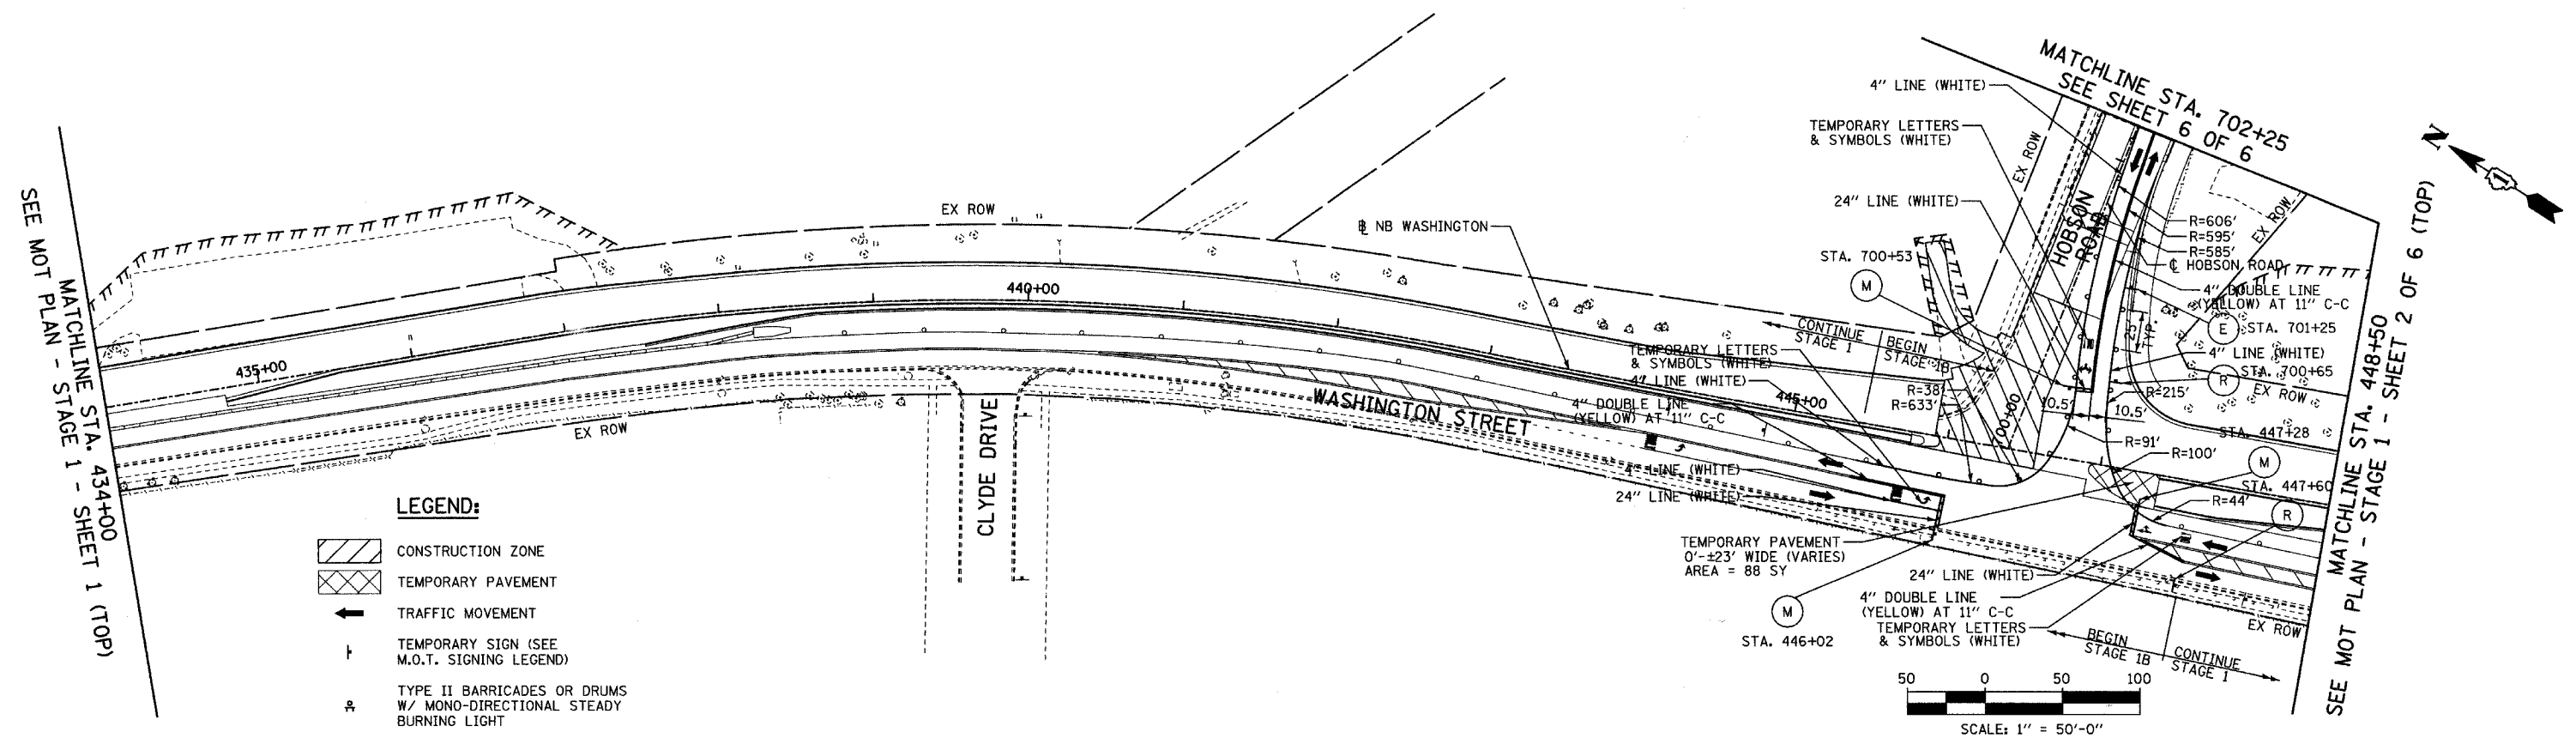 SEE MOT PLAN - STAGE 1 - SHEET 1 (TOP)
MATCHLINE STA. 434+00
435+00
EX ROW
EX ROW
440+00
CLYDE DRIVE
℄ NB WASHINGTON
WASHINGTON STREET
445+00
LEGEND:
CONSTRUCTION ZONE
TEMPORARY PAVEMENT
TRAFFIC MOVEMENT
TEMPORARY SIGN (SEE
M.O.T. SIGNING LEGEND)
TYPE II BARRICADES OR DRUMS
W/ MONO-DIRECTIONAL STEADY
BURNING LIGHT
MATCHLINE STA. 702+25
SEE SHEET 6 OF 6
4" LINE (WHITE)
TEMPORARY LETTERS
& SYMBOLS (WHITE)
24" LINE (WHITE)
EX ROW
HOBSON
ROAD
STA. 700+53
M
CONTINUE
STAGE 1
BEGIN
STAGE 1B
TEMPORARY LETTERS
& SYMBOLS (WHITE)
4" LINE (WHITE)
4" DOUBLE LINE
(YELLOW) AT 11" C-C
R=38'
R=633'
700+00
10.5'
10.5'
R=606'
R=595'
R=585'
℄ HOBSON ROAD
EX ROW
4" DOUBLE LINE
(YELLOW) AT 11" C-C
25'
TYP.
E
STA. 701+25
4" LINE (WHITE)
STA. 700+65
R
R=215'
EX ROW
R=91'
R=100'
STA. 447+28
M
STA. 447+60
R
R=44'
4" LINE (WHITE)
24" LINE (WHITE)
TEMPORARY PAVEMENT
0'-±23' WIDE (VARIES)
AREA = 88 SY
M
STA. 446+02
24" LINE (WHITE)
4" DOUBLE LINE
(YELLOW) AT 11" C-C
TEMPORARY LETTERS
& SYMBOLS (WHITE)
BEGIN
STAGE 1B
CONTINUE
STAGE 1
EX ROW
MATCHLINE STA. 448+50
SEE MOT PLAN - STAGE 1 - SHEET 2 OF 6 (TOP)
N
1
50 0 50 100
SCALE: 1" = 50'-0"